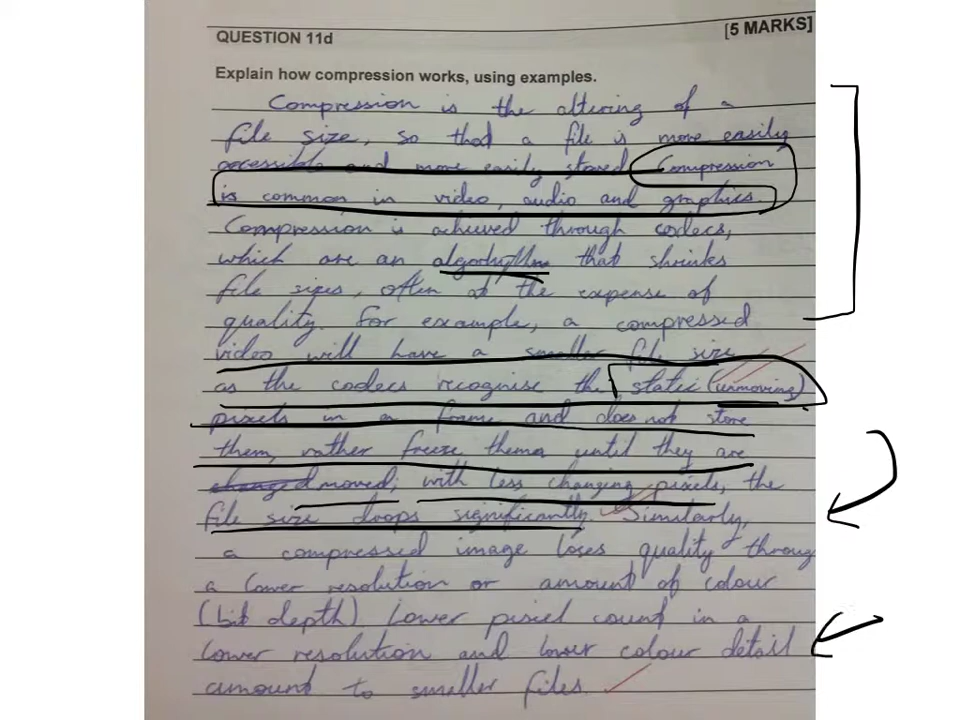 [5 MARKS]
QUESTION 11d
Explain how compression works, using examples.
Compression is the altering of a
file size, so that a file is more easily
accessible and more easily stored. Compression
is common in video, audio and graphics.
Compression is achieved through codecs,
which are an algorhythm that shrinks
file sizes, often at the expense of
quality. For example, a compressed
video will have a smaller file size
as the codecs recognise the static (unmoving)
pixels in a frame and does not store
them, rather freeze them until they are
changed moved; with less changing pixels, the
file size drops significantly. Similarly,
a compressed image loses quality through
a lower resolution or amount of colour
(bit depth). Lower pixel count in a
lower resolution and lower colour detail
amount to smaller files.